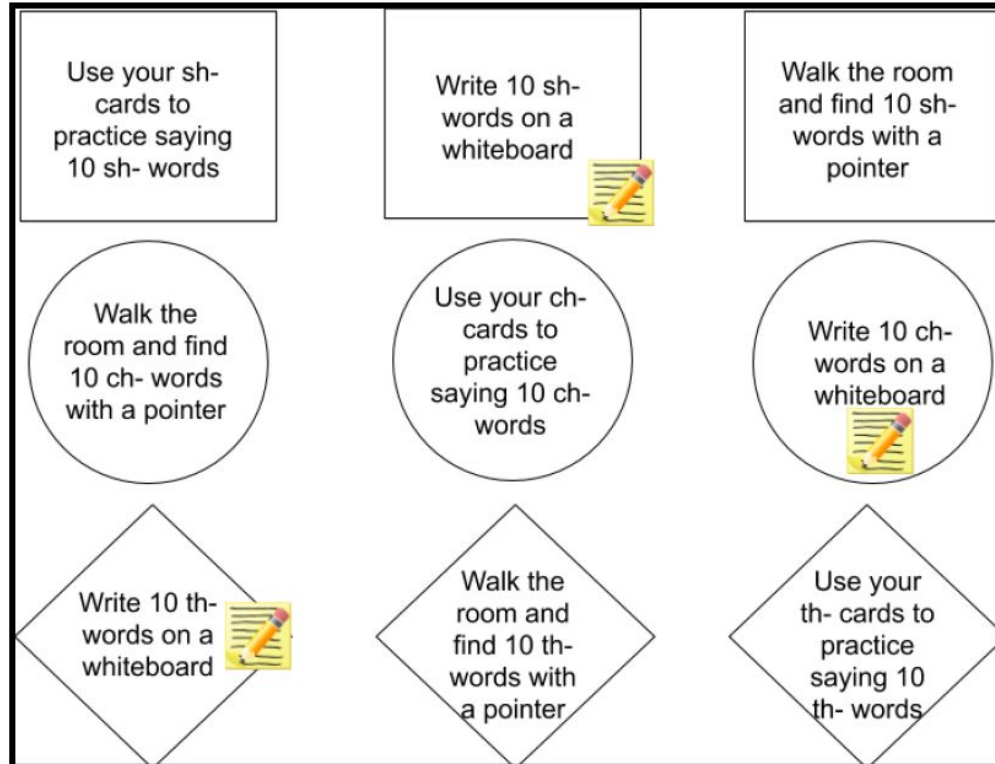 Use your sh-
cards to
practice saying
10 sh- words
Write 10 sh-
words on a
whiteboard
Walk the room
and find 10 sh-
words with a
pointer
Walk the
room and find
10 ch- words
with a pointer
Use your ch-
cards to
practice
saying 10 ch-
words
Write 10 ch-
words on a
whiteboard
Write 10 th-
words on a
whiteboard
Walk the
room and
find 10 th-
words with
a pointer
Use your
th- cards to
practice
saying 10
th- words